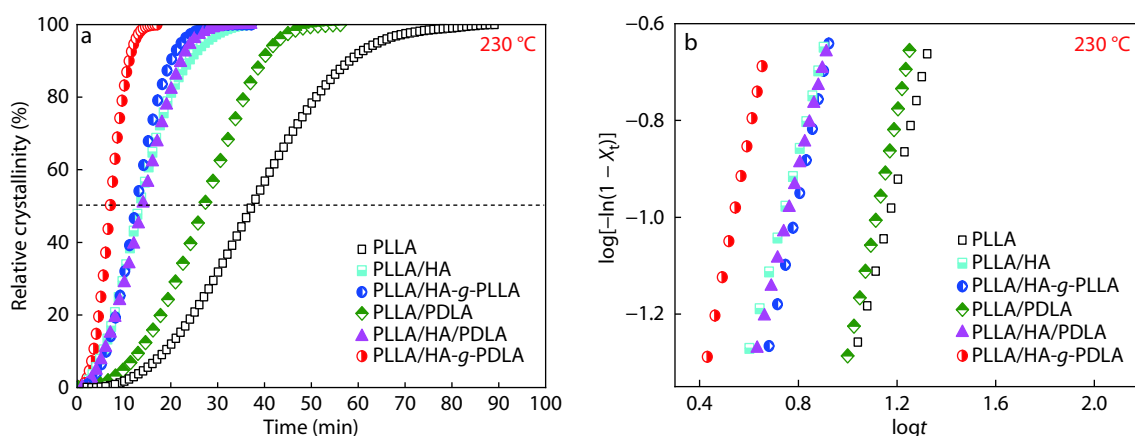 a
230 °C
Relative crystallinity (%)
100
80
60
40
20
0
PLLA
PLLA/HA
PLLA/HA-g-PLLA
PLLA/PDLA
PLLA/HA/PDLA
PLLA/HA-g-PDLA
0 10 20 30 40 50 60 70 80 90 100
Time (min)
b
230 °C
log[−ln(1 − Xt)]
−0.6
−0.8
−1.0
−1.2
PLLA
PLLA/HA
PLLA/HA-g-PLLA
PLLA/PDLA
PLLA/HA/PDLA
PLLA/HA-g-PDLA
0.4 0.8 1.2 1.6 2.0
logt